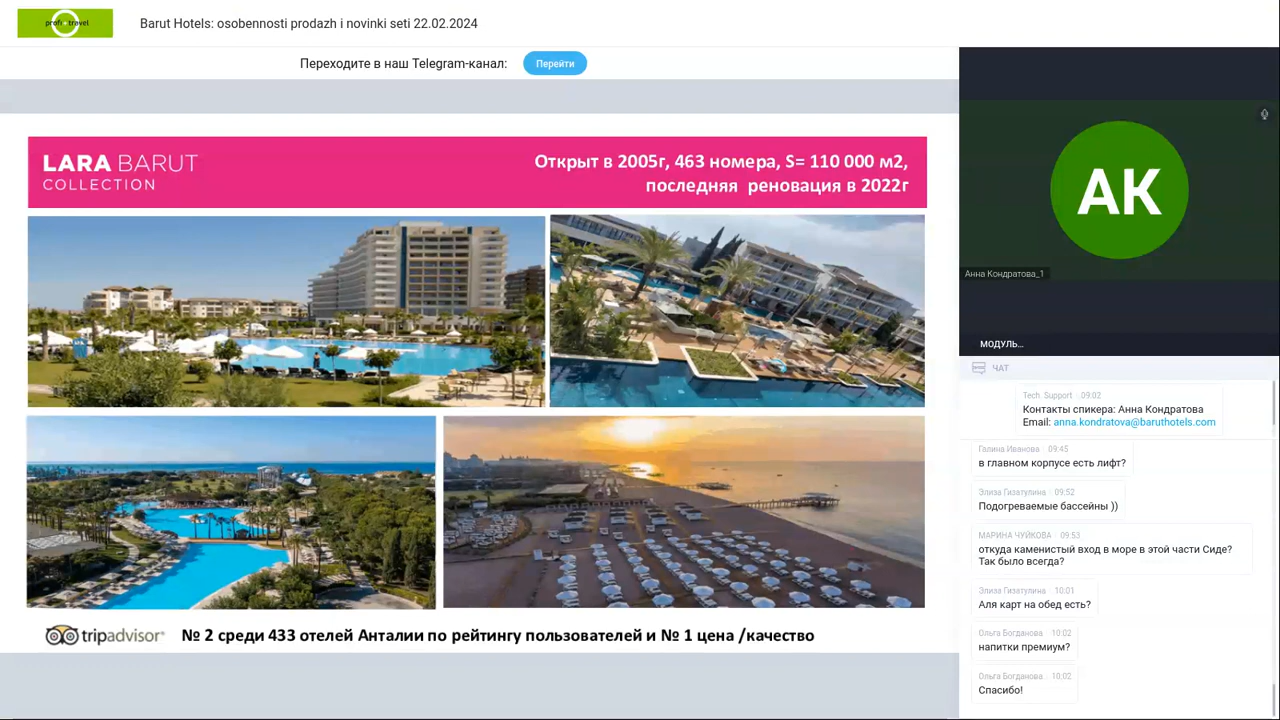 profi travel
Barut Hotels: osobennosti prodazh i novinki seti 22.02.2024
Переходите в наш Telegram-канал:
Перейти
LARA BARUT
COLLECTION
Открыт в 2005г, 463 номера, S= 110 000 м2,
последняя реновация в 2022г
tripadvisor®
№ 2 среди 433 отелей Анталии по рейтингу пользователей и № 1 цена /качество
АК
Анна Кондратова_1
МОДУЛЬ...
ЧАТ
Tech Support 09:02
Контакты спикера: Анна Кондратова
Email: anna.kondratova@baruthotels.com
Галина Иванова 09:45
в главном корпусе есть лифт?
Элиза Гизатулина 09:52
Подогреваемые бассейны ))
МАРИНА ЧУЙКОВА 09:53
откуда каменистый вход в море в этой части Сиде?
Так было всегда?
Элиза Гизатулина 10:01
Аля карт на обед есть?
Ольга Богданова.. 10:02
напитки премиум?
Ольга Богданова.. 10:02
Спасибо!